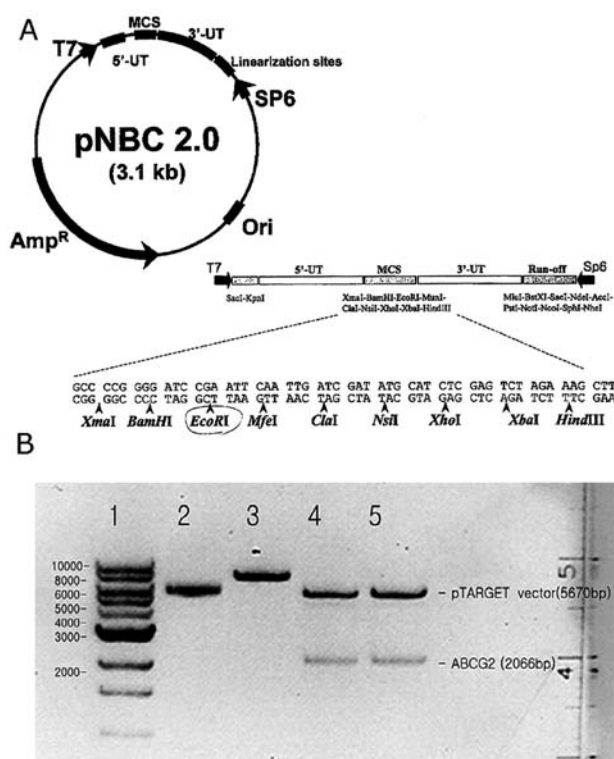 A
T7
MCS
5'-UT
3'-UT
Linearization sites
SP6
pNBC 2.0
(3.1 kb)
Amp^R
Ori
T7 5'-UT MCS 3'-UT Run-off Sp6
SacI-KpnI
XmaI-BamHI-EcoRI-MunI-
ClaI-NsiI-XhoI-XbaI-HindIII
MluI-BstXI-SacI-NdeI-AccI-
PstI-NotI-NcoI-SphI-NheI
GCC CCG GGG ATC CGA ATT CAA TTG ATC GAT ATG CAT CTC GAG TCT AGA AAG CTT
CGG GGC CCC TAG GCT TAA GTT AAC TAG CTA TAC GTA GAG CTC AGA TCT TTC GAA
XmaI BamHI EcoRI MfeI ClaI NsiI XhoI XbaI HindIII
B
1 2 3 4 5
10000
8000
6000
5000
4000
3000
2000
pTARGET vector(5670bp)
ABCG2 (2066bp)
5
4